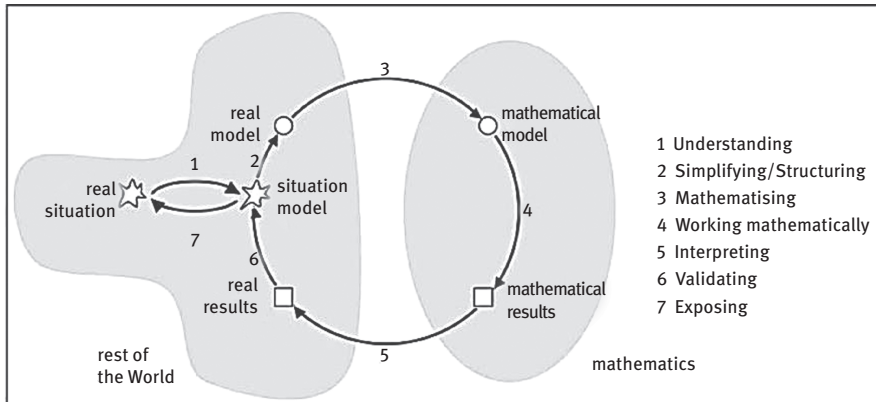 3
real
model
mathematical
model
1
2
real
situation
situation
model
7
4
6
real
results
mathematical
results
5
rest of
the World
mathematics
1 Understanding
2 Simplifying/Structuring
3 Mathematising
4 Working mathematically
5 Interpreting
6 Validating
7 Exposing